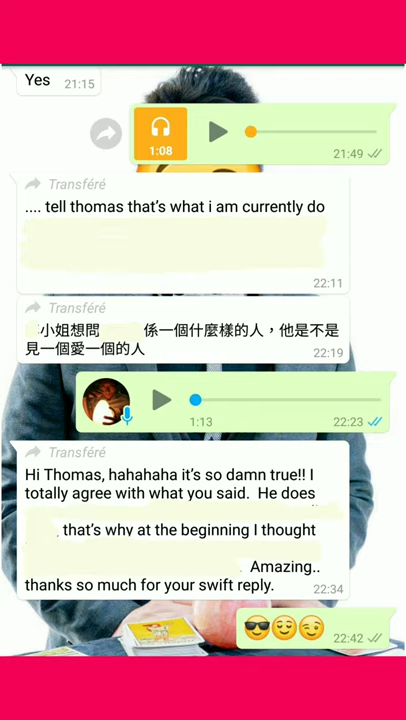 Yes 21:15
1:08
21:49
Transféré
.... tell thomas that’s what i am currently do
22:11
Transféré
小姐想問 係一個什麼樣的人，他是不是
見一個愛一個的人
22:19
1:13 22:23
Transféré
Hi Thomas, hahahaha it’s so damn true!! I
totally agree with what you said. He does
, that’s why at the beginning I thought
. Amazing..
thanks so much for your swift reply.
22:34
22:42